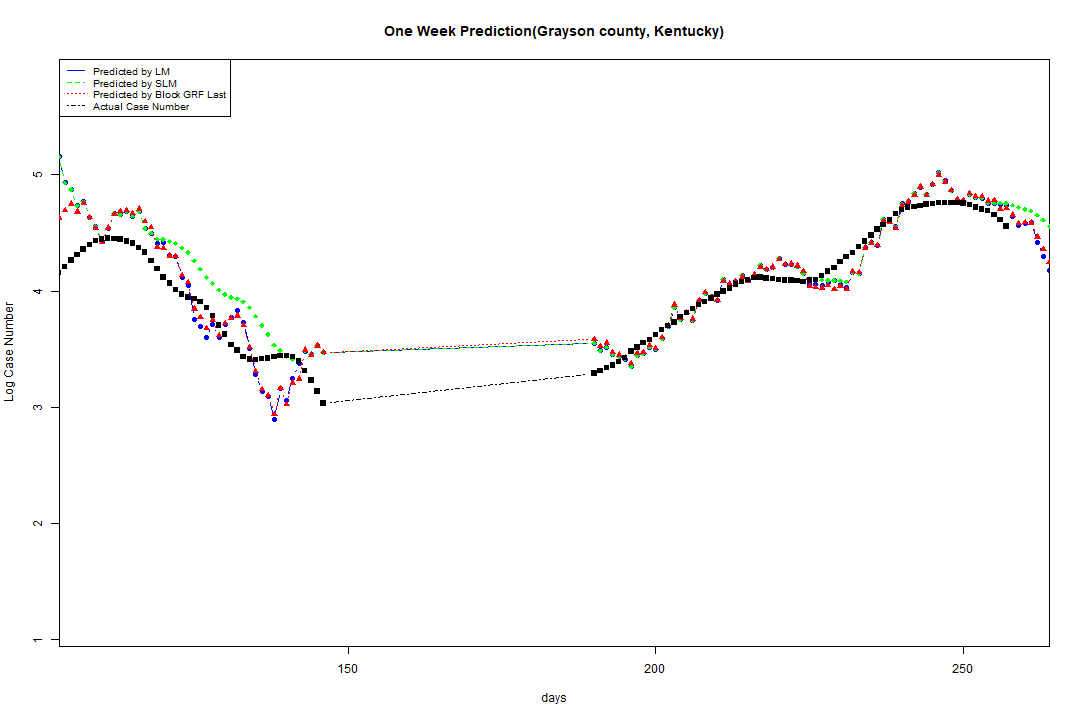 One Week Prediction(Grayson county, Kentucky)
Predicted by LM
Predicted by SLM
Predicted by Block GRF Last
Actual Case Number
5
4
3
2
1
Log Case Number
150
200
250
days